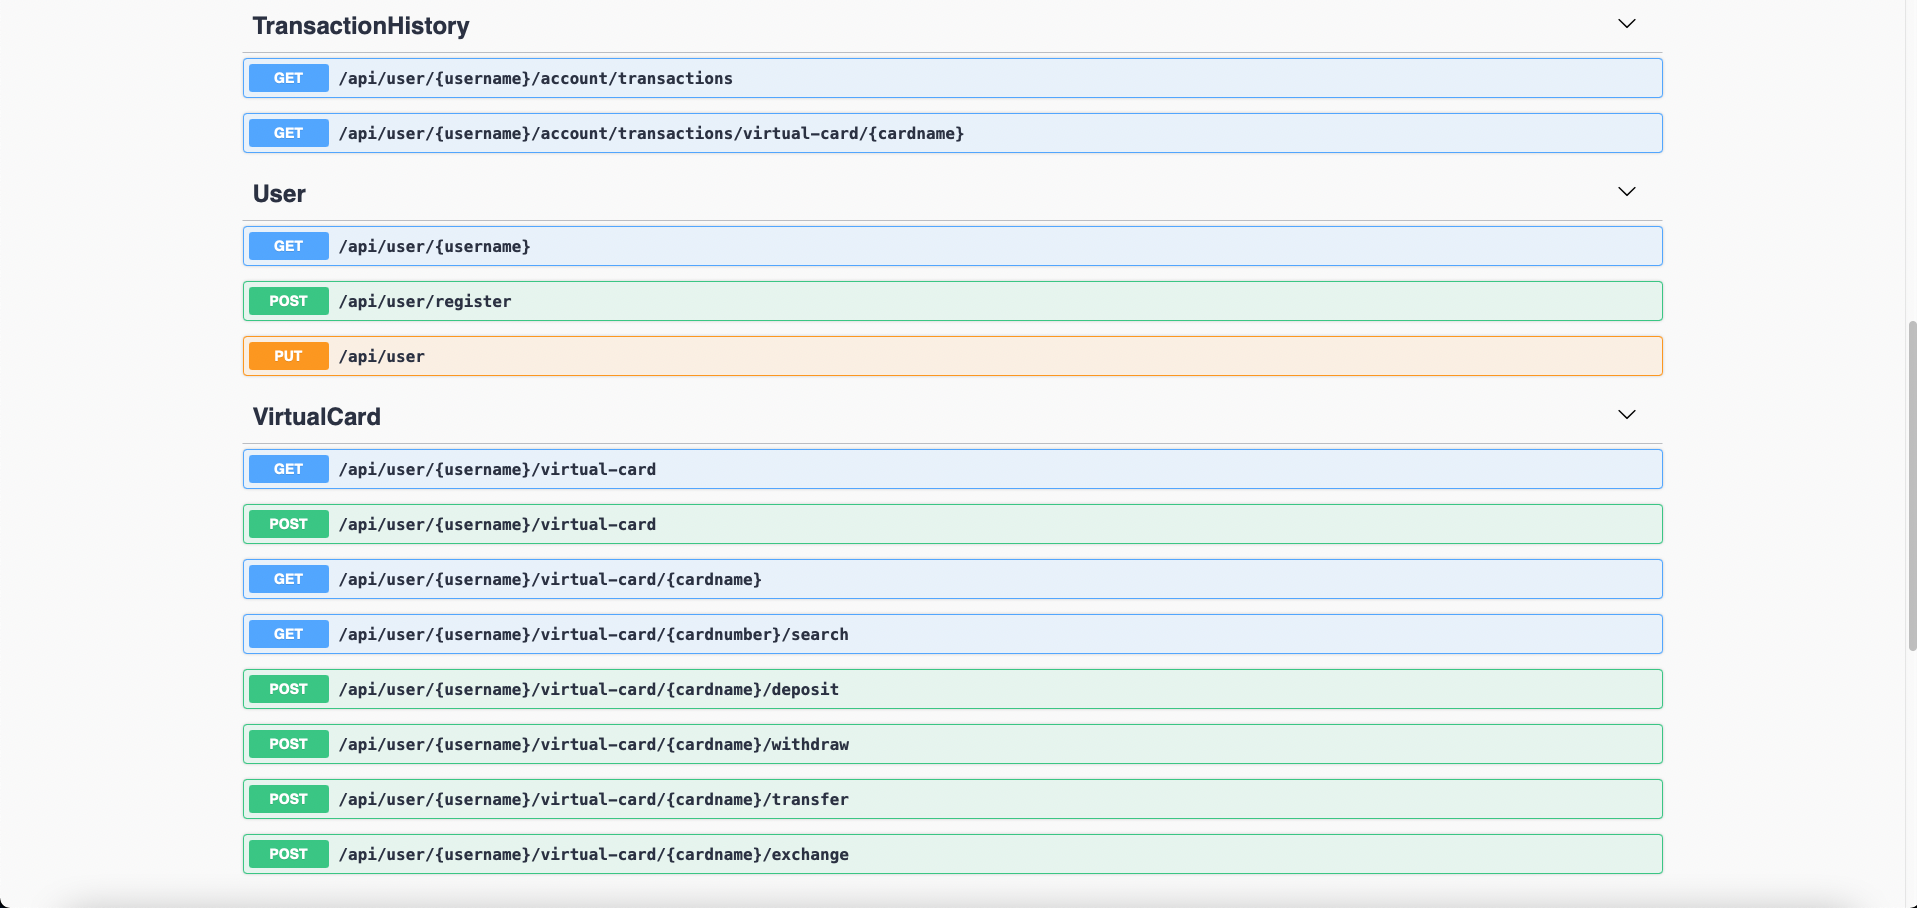 TransactionHistory
GET /api/user/{username}/account/transactions
GET /api/user/{username}/account/transactions/virtual-card/{cardname}
User
GET /api/user/{username}
POST /api/user/register
PUT /api/user
VirtualCard
GET /api/user/{username}/virtual-card
POST /api/user/{username}/virtual-card
GET /api/user/{username}/virtual-card/{cardname}
GET /api/user/{username}/virtual-card/{cardnumber}/search
POST /api/user/{username}/virtual-card/{cardname}/deposit
POST /api/user/{username}/virtual-card/{cardname}/withdraw
POST /api/user/{username}/virtual-card/{cardname}/transfer
POST /api/user/{username}/virtual-card/{cardname}/exchange